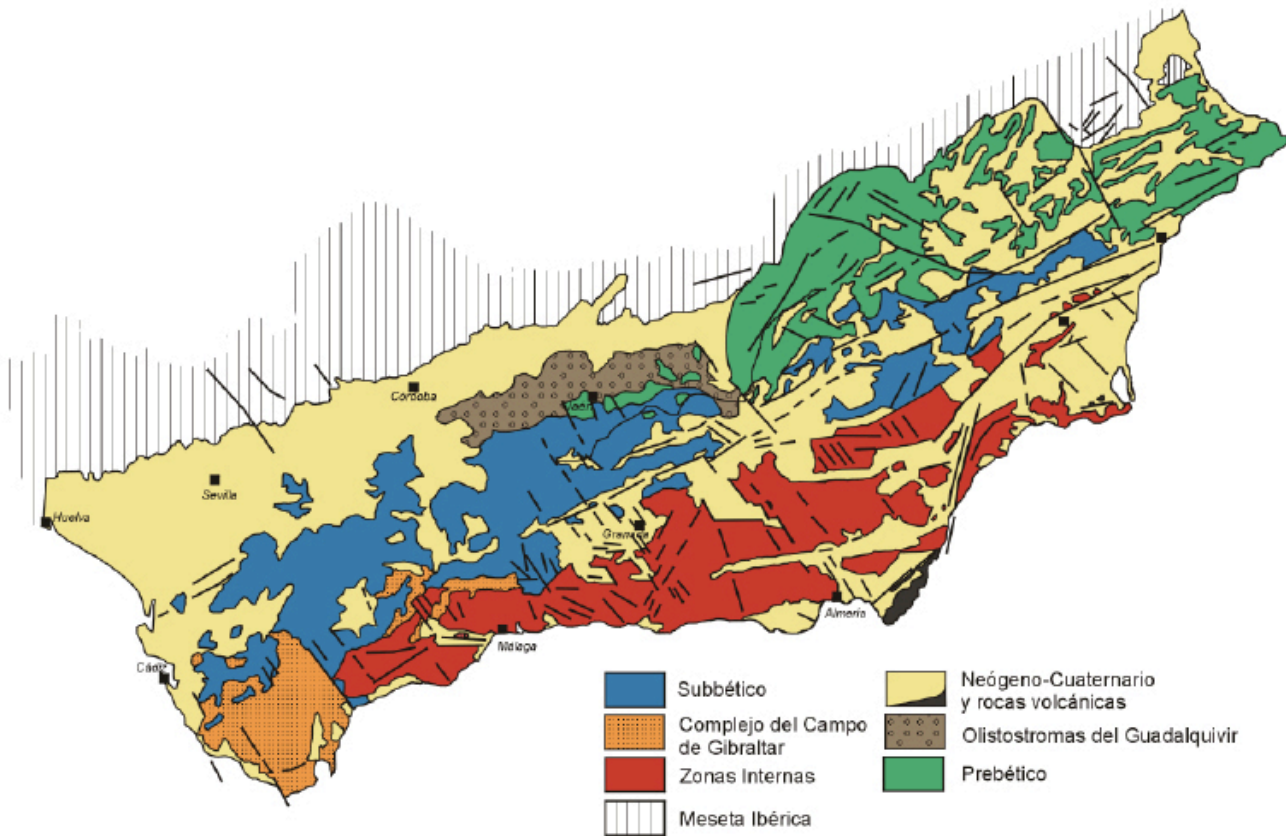 Córdoba
Jaén
Sevilla
Huelva
Granada
Almería
Málaga
Cádiz
Subbético
Complejo del Campo
de Gibraltar
Zonas Internas
Meseta Ibérica
Neógeno-Cuaternario
y rocas volcánicas
Olistostromas del Guadalquivir
Prebético